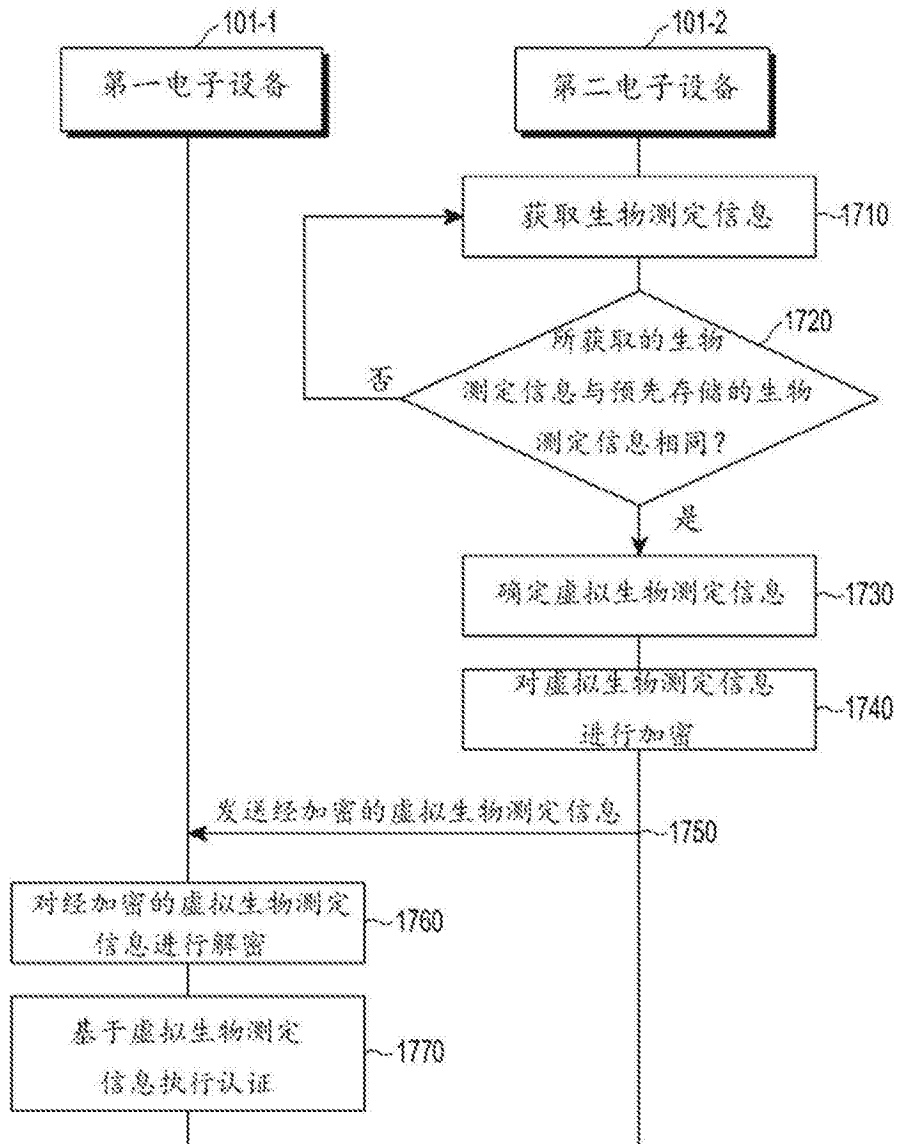 101-1
101-2
第一电子设备
第二电子设备
获取生物测定信息
1710
1720
所获取的生物
测定信息与预先存储的生物
测定信息相同？
否
是
确定虚拟生物测定信息
1730
对虚拟生物测定信息
进行加密
1740
发送经加密的虚拟生物测定信息
1750
对经加密的虚拟生物测定
信息进行解密
1760
基于虚拟生物测定
信息执行认证
1770